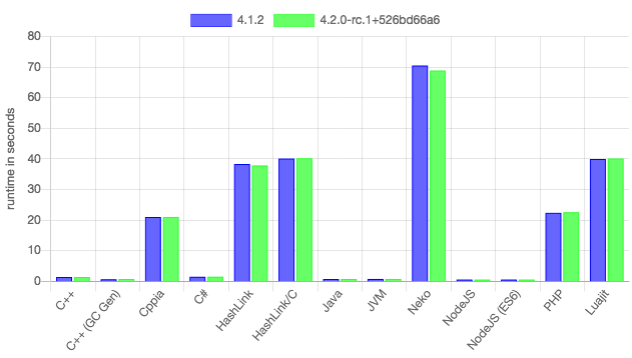 4.1.2 4.2.0-rc.1+526bd66a6
80
70
60
50
40
30
20
10
0
runtime in seconds
C++
C++ (GC Gen)
Cppia
C#
HashLink
HashLink/C
Java
JVM
Neko
NodeJS
NodeJS (ES6)
PHP
Luajit